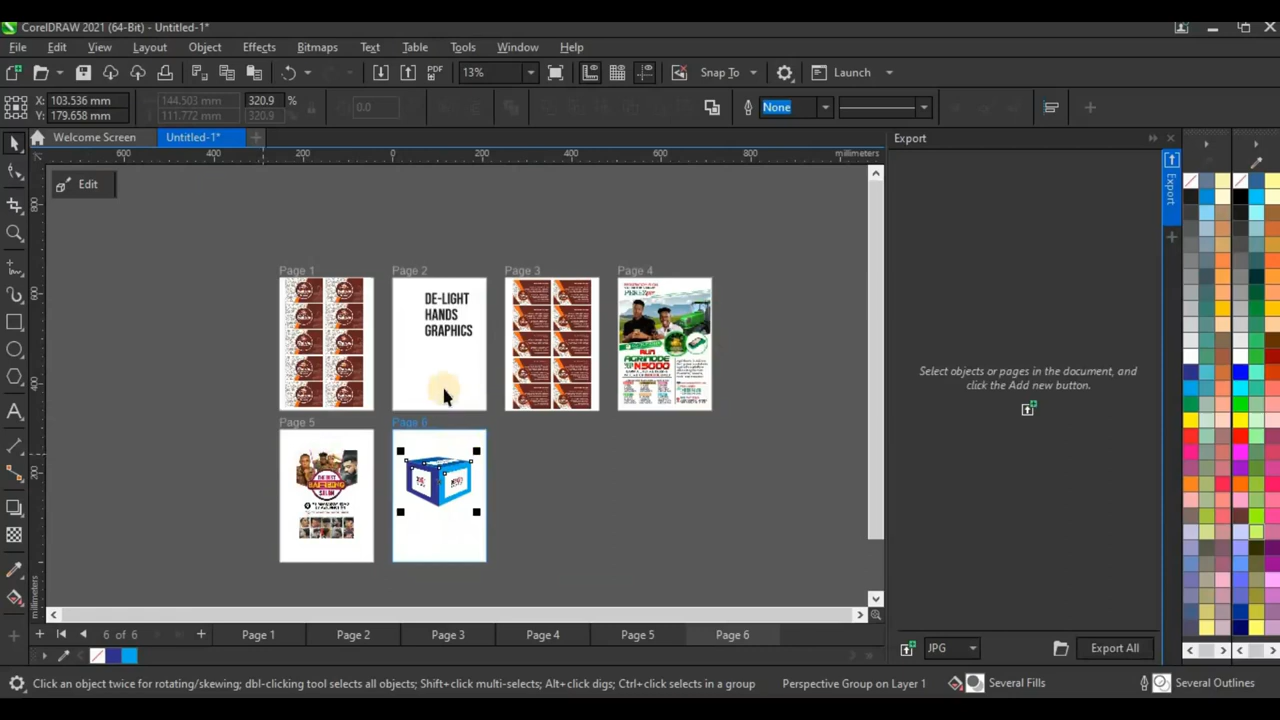 CorelDRAW 2021 (64-Bit) - Untitled-1*
File Edit View Layout Object Effects Bitmaps Text Table Tools Window Help
PDF 13% Snap To Launch
X: 103.536 mm 144.503 mm 320.9 % 0.0 None
Y: 179.658 mm 111.772 mm 320.9
Welcome Screen Untitled-1* Export
600 400 200 0 200 400 600 800 millimeters
Edit
Export
Page 1 Page 2 Page 3 Page 4
DE-LIGHT
HANDS
GRAPHICS
AGRINODE
N5000
Select objects or pages in the document, and
click the Add new button.
Page 5 Page 6
millimeters
6 of 6 Page 1 Page 2 Page 3 Page 4 Page 5 Page 6
JPG Export All
Click an object twice for rotating/skewing; dbl-clicking tool selects all objects; Shift+click multi-selects; Alt+click digs; Ctrl+click selects in a group Perspective Group on Layer 1 Several Fills Several Outlines